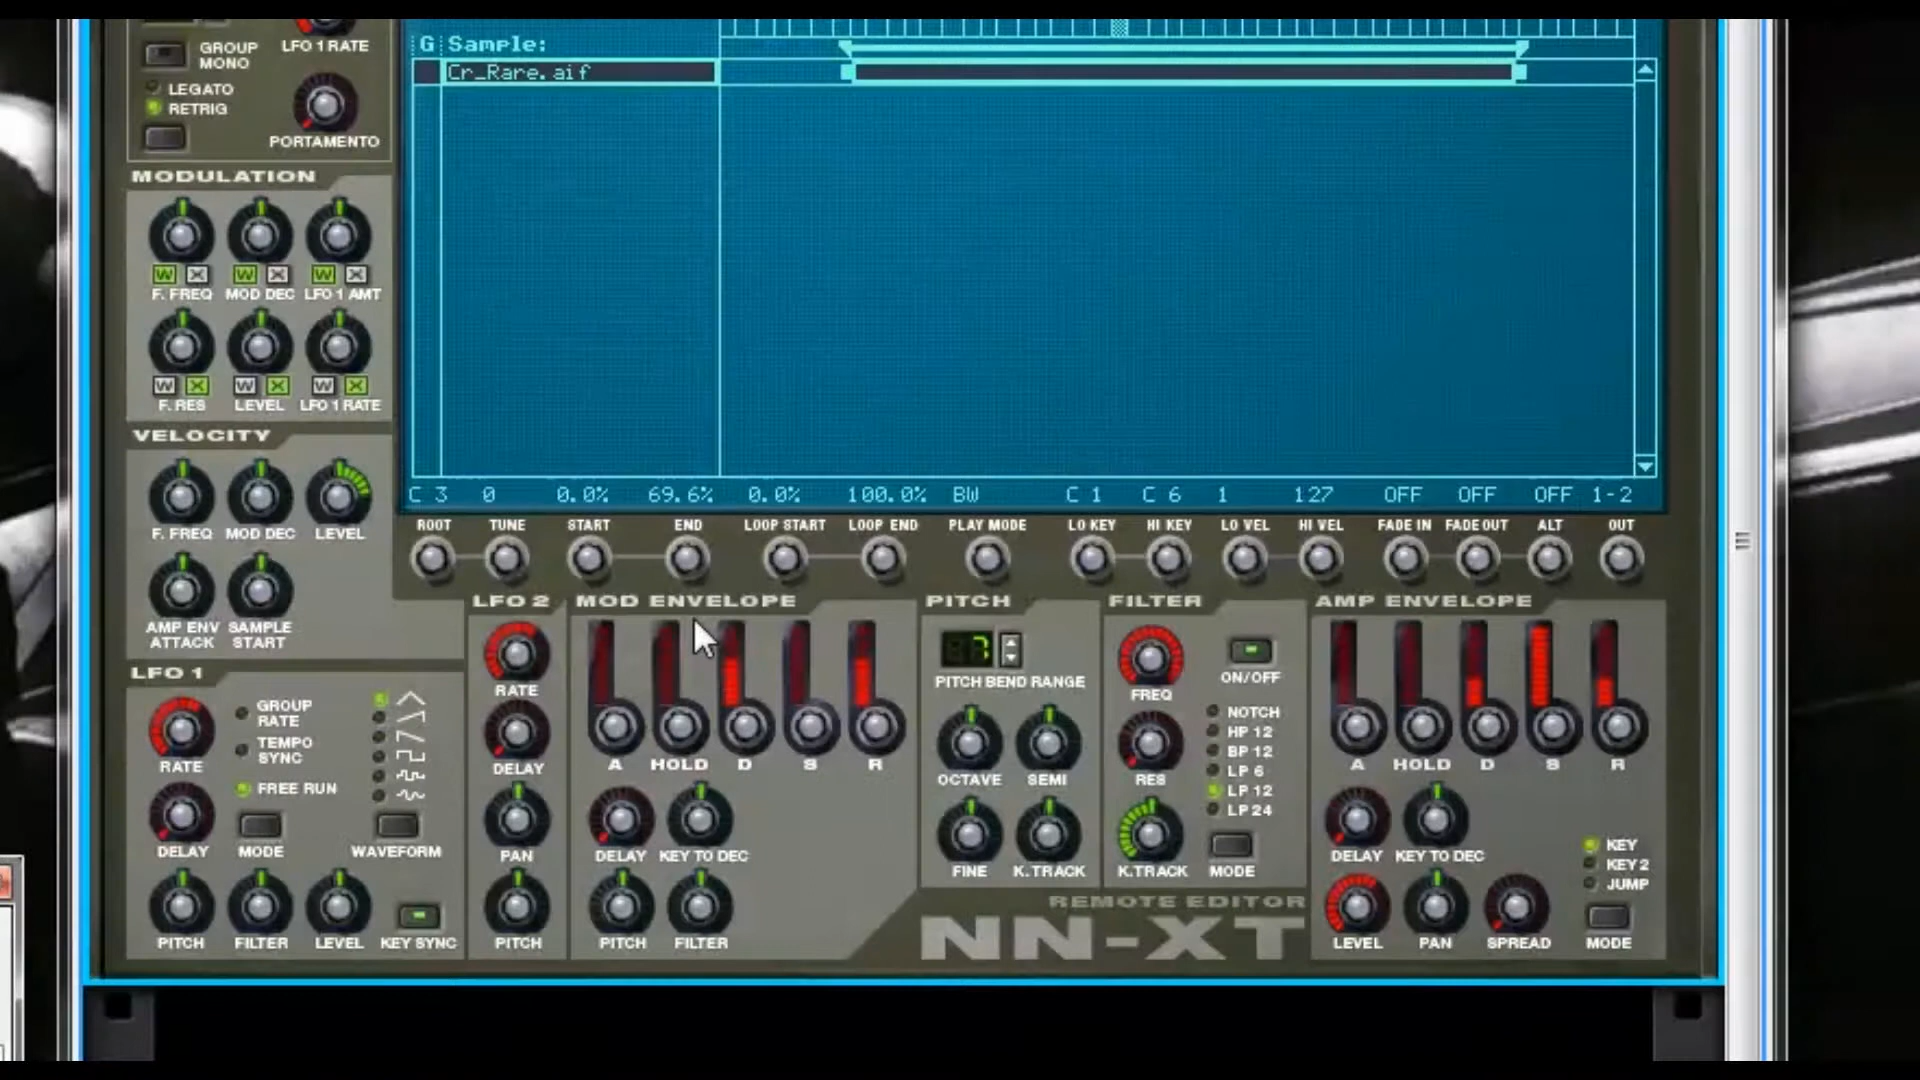 GROUP MONO
LFO 1 RATE
LEGATO
RETRIG
PORTAMENTO
G Sample:
Cr_Rare.aif
MODULATION
W X W X W X
F. FREQ MOD DEC LFO 1 AMT
W X W X W X
F. RES LEVEL LFO 1 RATE
VELOCITY
F. FREQ MOD DEC LEVEL
AMP ENV ATTACK SAMPLE START
C 3 0 0.0% 69.6% 0.0% 100.0% BW C 1 C 6 1 127 OFF OFF OFF 1-2
ROOT TUNE START END LOOP START LOOP END PLAY MODE LO KEY HI KEY LO VEL HI VEL FADE IN FADE OUT ALT OUT
LFO 1
GROUP RATE
TEMPO SYNC
FREE RUN
RATE
DELAY MODE WAVEFORM
PITCH FILTER LEVEL KEY SYNC
LFO 2
RATE
DELAY
PAN
PITCH
MOD ENVELOPE
A HOLD D S R
DELAY KEY TO DEC
PITCH FILTER
PITCH
7
PITCH BEND RANGE
OCTAVE SEMI
FINE K.TRACK
FILTER
FREQ ON/OFF
NOTCH
HP 12
BP 12
LP 6
LP 12
LP 24
RES
K.TRACK MODE
REMOTE EDITOR
NN-XT
AMP ENVELOPE
A HOLD D S R
DELAY KEY TO DEC
KEY
KEY 2
JUMP
LEVEL PAN SPREAD MODE